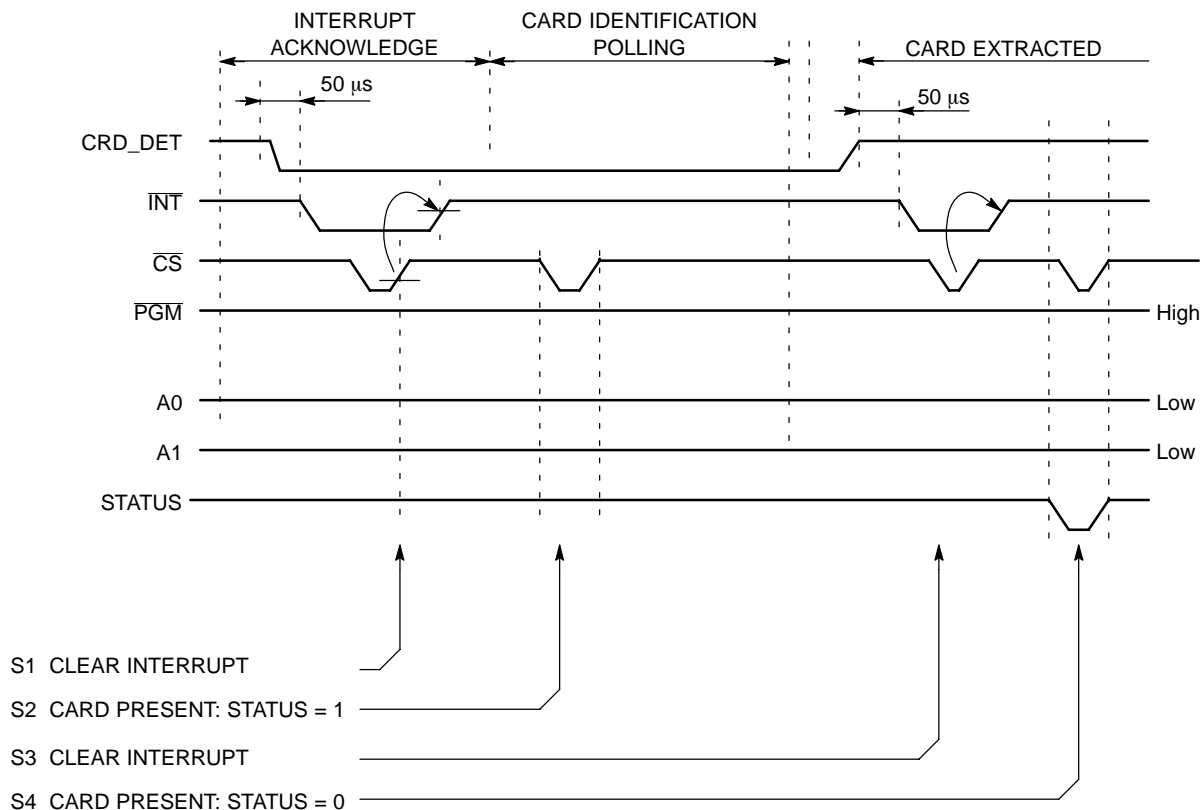 INTERRUPT
ACKNOWLEDGE
CARD IDENTIFICATION
POLLING
CARD EXTRACTED
50 μs
50 μs
CRD_DET
INT
CS
PGM
High
A0
Low
A1
Low
STATUS
S1 CLEAR INTERRUPT
S2 CARD PRESENT: STATUS = 1
S3 CLEAR INTERRUPT
S4 CARD PRESENT: STATUS = 0